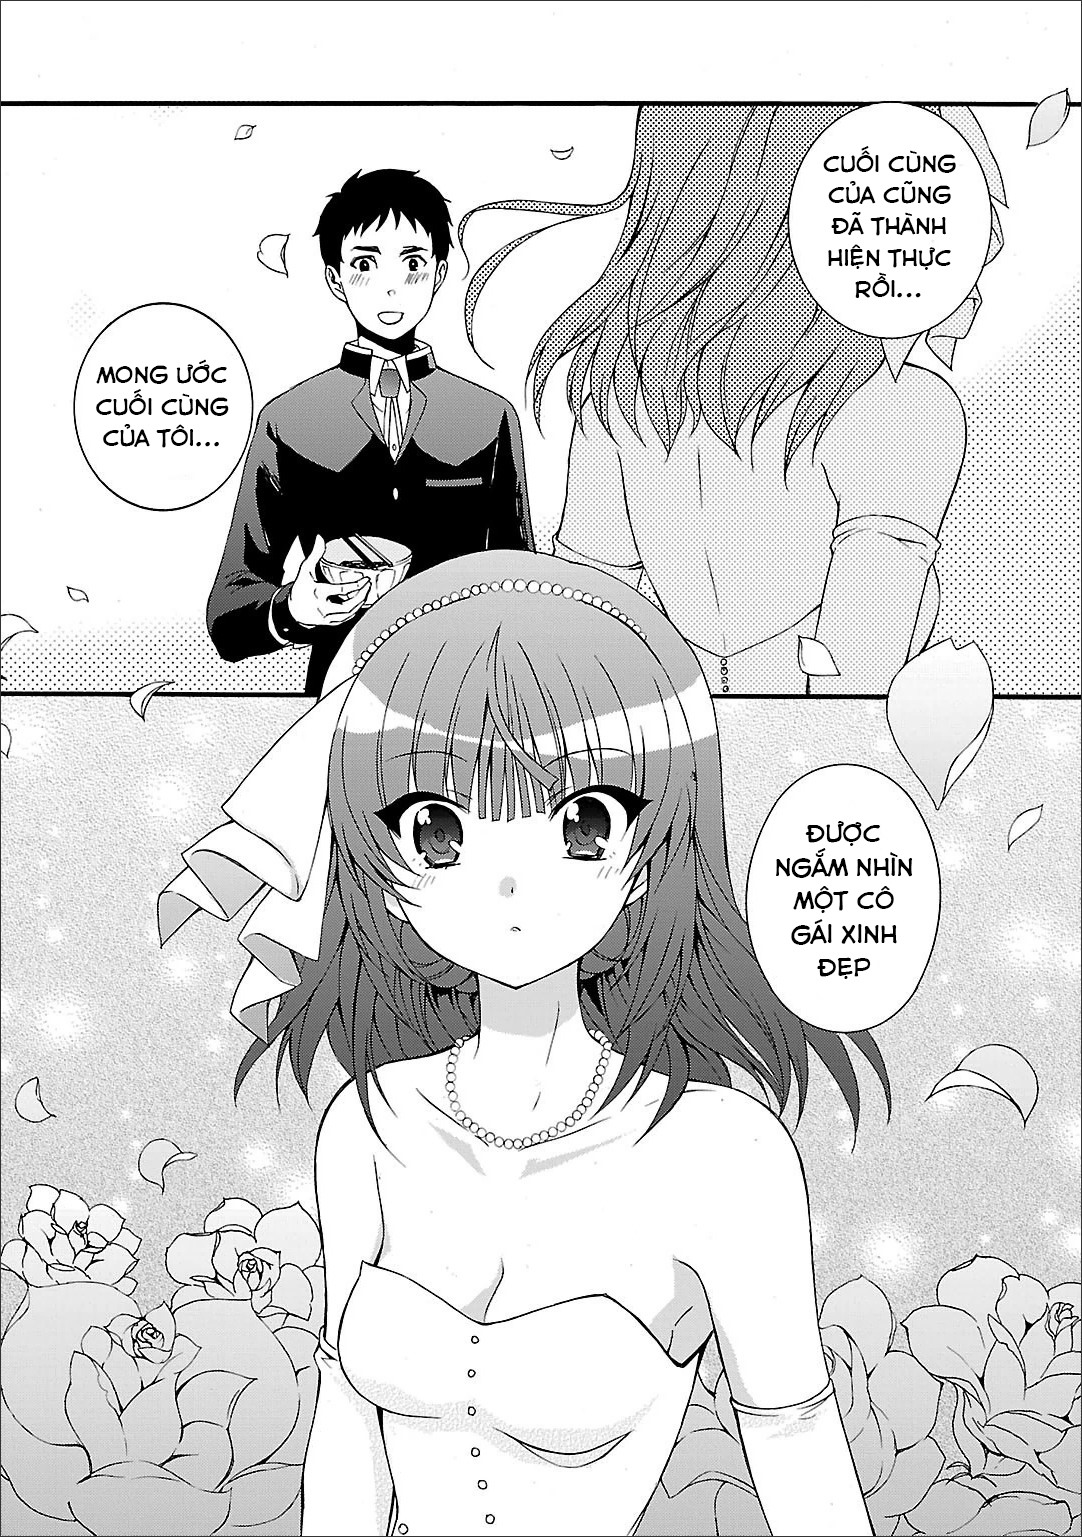 CUỐI CÙNG
CỦA CŨNG
ĐÃ THÀNH
HIỆN THỰC
RỒI...
MONG ƯỚC
CUỐI CÙNG
CỦA TÔI...
ĐƯỢC
NGẮM NHÌN
MỘT CÔ
GÁI XINH
ĐẸP